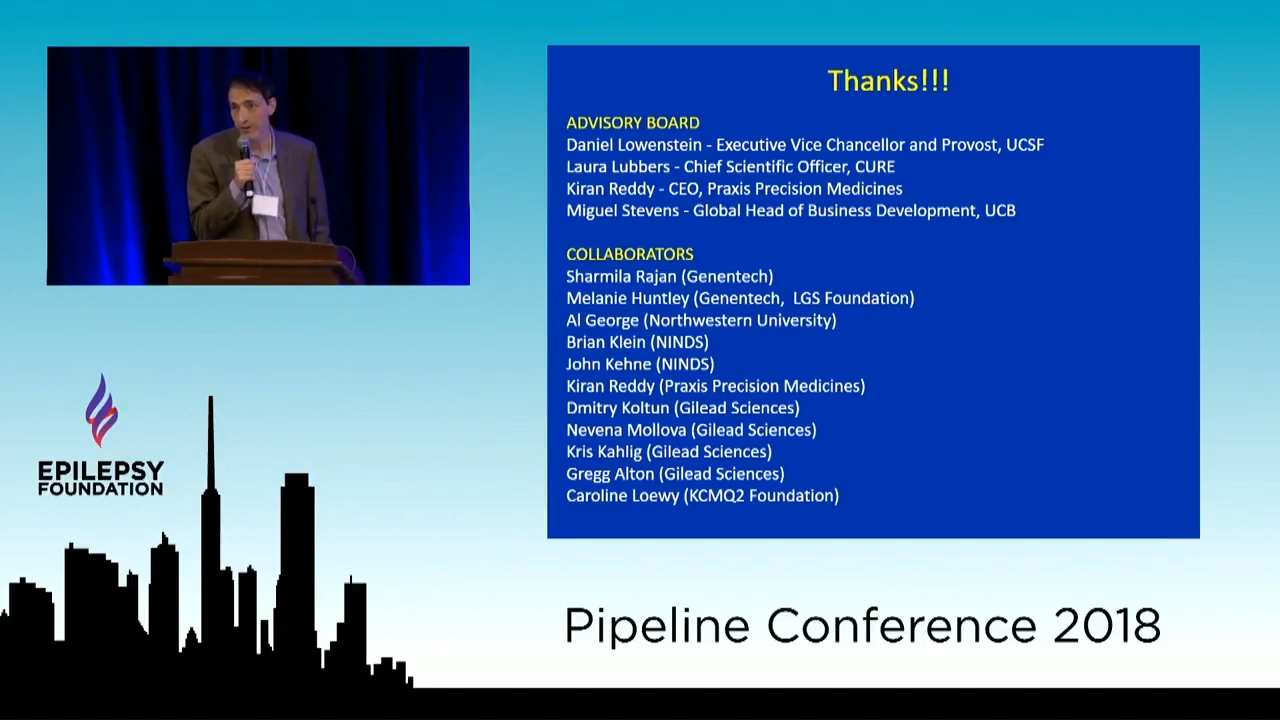 Thanks!!!
ADVISORY BOARD
Daniel Lowenstein - Executive Vice Chancellor and Provost, UCSF
Laura Lubbers - Chief Scientific Officer, CURE
Kiran Reddy - CEO, Praxis Precision Medicines
Miguel Stevens - Global Head of Business Development, UCB
COLLABORATORS
Sharmila Rajan (Genentech)
Melanie Huntley (Genentech, LGS Foundation)
Al George (Northwestern University)
Brian Klein (NINDS)
John Kehne (NINDS)
Kiran Reddy (Praxis Precision Medicines)
Dmitry Koltun (Gilead Sciences)
Nevena Mollova (Gilead Sciences)
Kris Kahlig (Gilead Sciences)
Gregg Alton (Gilead Sciences)
Caroline Loewy (KCMQ2 Foundation)
EPILEPSY
FOUNDATION
Pipeline Conference 2018